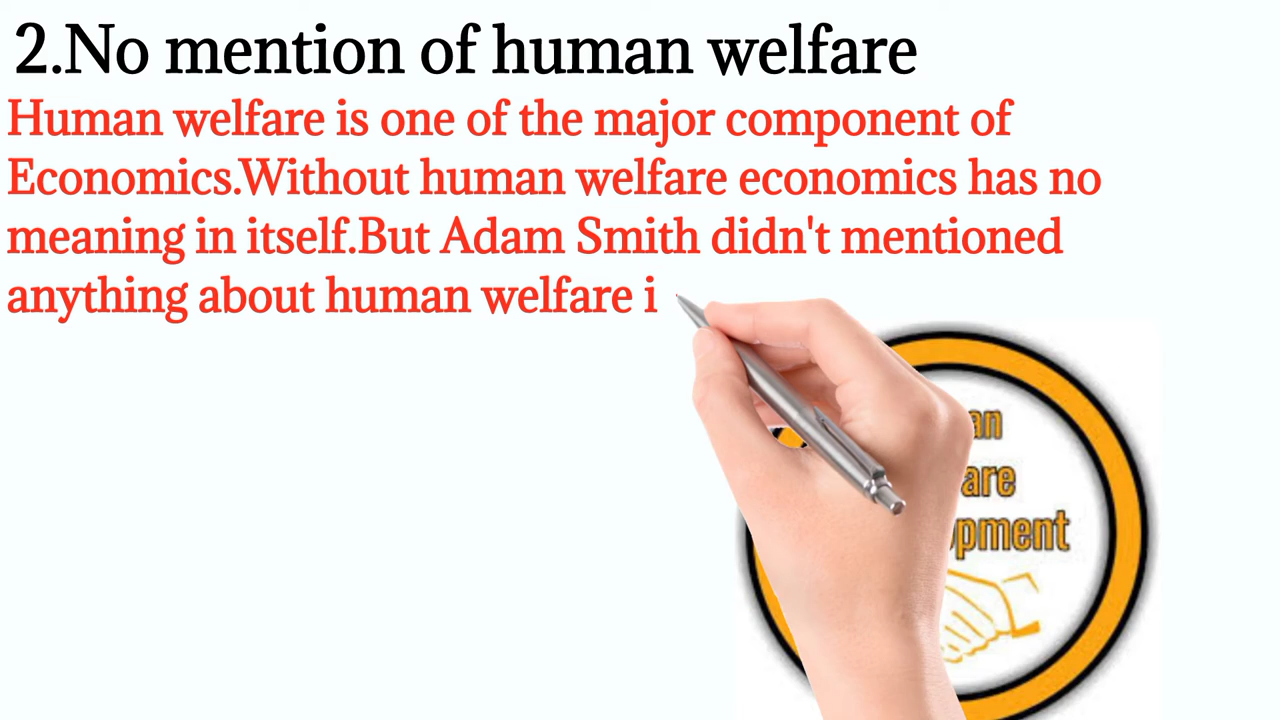 2.No mention of human welfare
Human welfare is one of the major component of
Economics.Without human welfare economics has no
meaning in itself.But Adam Smith didn't mentioned
anything about human welfare i